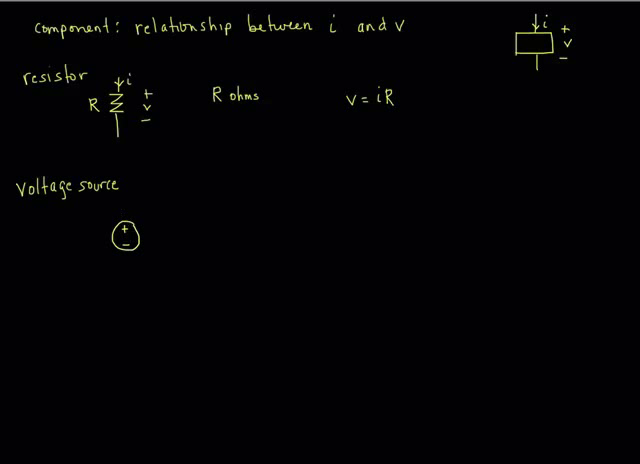 component: relationship between i and v
i
+
v
−
resistor
i
R
+
v
−
R ohms
v = iR
Voltage source
+
−